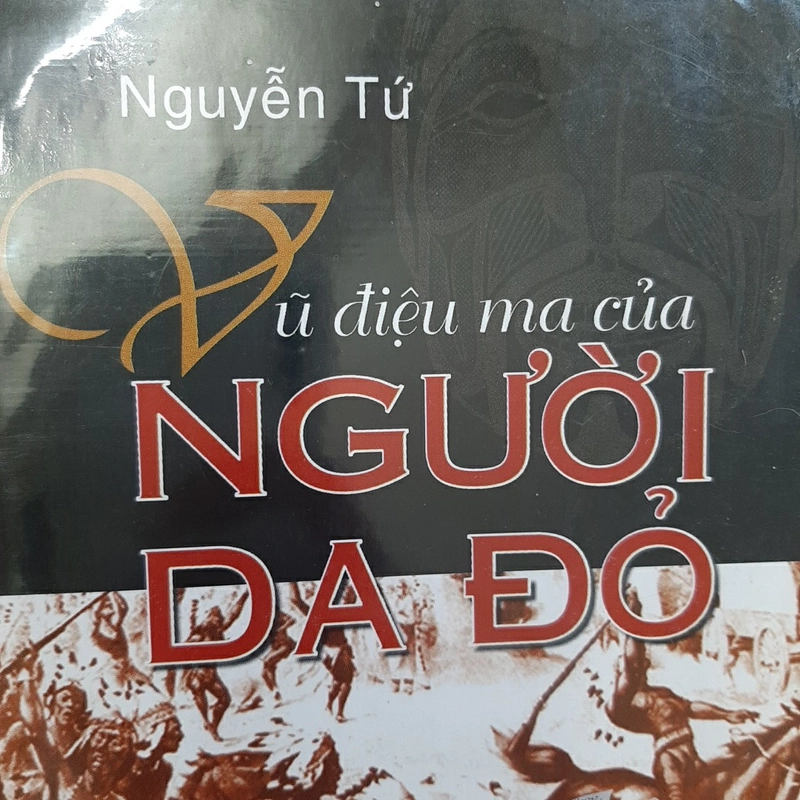 Nguyễn Tứ
Vũ điệu ma của
NGƯỜI
DA ĐỎ